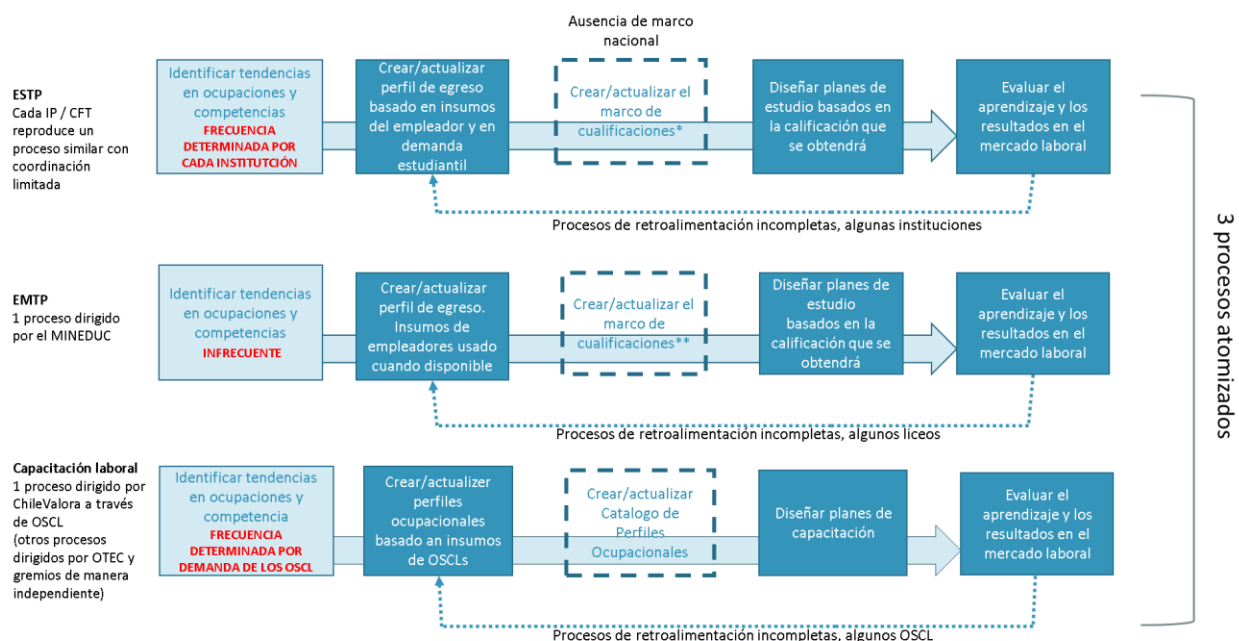 Ausencia de marco
nacional
ESTP
Cada IP / CFT
reproduce un
proceso similar con
coordinación
limitada
Identificar tendencias
en ocupaciones y
competencias
FRECUENCIA
DETERMINADA POR
CADA INSTITUTCIÓN
Crear/actualizar
perfil de egreso
basado en insumos
del empleador y en
demanda
estudiantil
Crear/actualizar el
marco de
cualificaciones*
Diseñar planes de
estudio basados en
la calificación que
se obtendrá
Evaluar el
aprendizaje y los
resultados en el
mercado laboral
Procesos de retroalimentación incompletas, algunas instituciones
EMTP
1 proceso dirigido
por el MINEDUC
Identificar tendencias
en ocupaciones y
competencias
INFRECUENTE
Crear/actualizar
perfil de egreso.
Insumos de
empleadores usado
cuando disponible
Crear/actualizar el
marco de
cualificaciones**
Diseñar planes de
estudio
basados en la
calificación que se
obtendrá
Evaluar el
aprendizaje y los
resultados en el
mercado laboral
Procesos de retroalimentación incompletas, algunos liceos
Capacitación laboral
1 proceso dirigido por
ChileValora a través
de OSCL
(otros procesos
dirigidos por OTEC y
gremios de manera
independiente)
Identificar tendencias
en ocupaciones y
competencia
FRECUENCIA
DETERMINADA POR
DEMANDA DE LOS OSCL
Crear/actualizer
perfiles
ocupacionales
basado an insumos
de OSCLs
Crear/actualizar
Catalogo de
Perfiles
Ocupacionales
Diseñar planes de
capacitación
Evaluar el
aprendizaje y los
resultados en el
mercado laboral
Procesos de retroalimentación incompletas, algunos OSCL
3 procesos atomizados